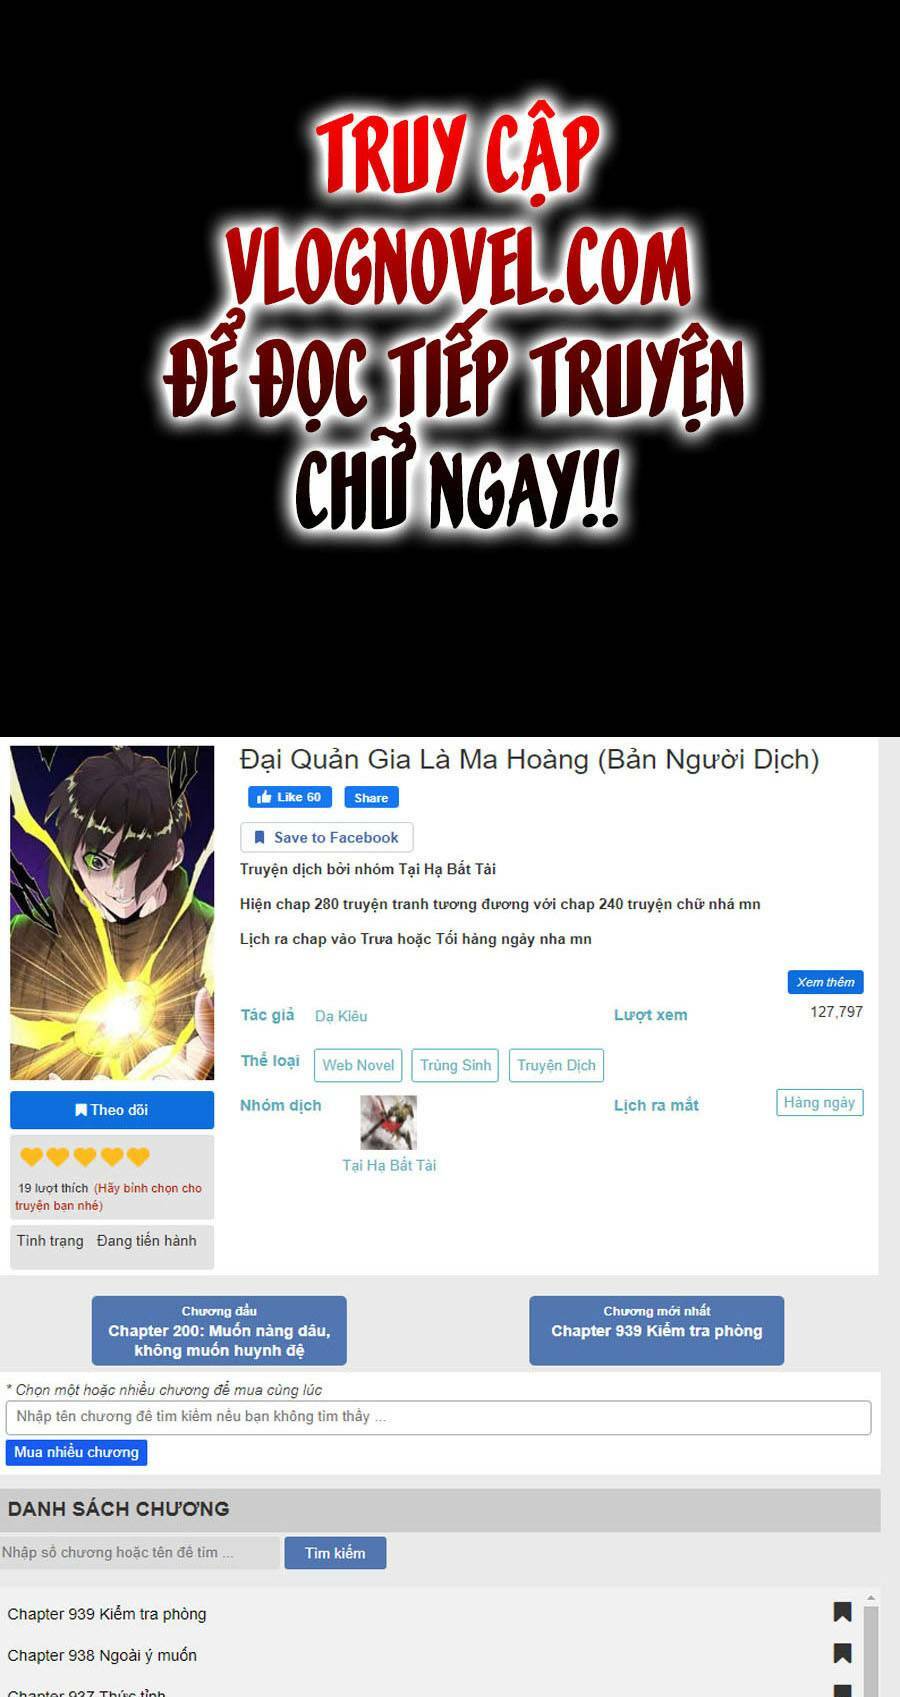 TRUY CẬP
VLOGNOVEL.COM
ĐỂ ĐỌC TIẾP TRUYỆN
CHỮ NGAY!!
Đại Quản Gia Là Ma Hoàng (Bản Người Dịch)
Like 60
Share
Save to Facebook
Truyện dịch bởi nhóm Tại Hạ Bất Tài
Hiện chap 280 truyện tranh tương đương với chap 240 truyện chữ nhá mn
Lịch ra chap vào Trưa hoặc Tối hàng ngày nha mn
Xem thêm
Tác giả Dạ Kiêu
Lượt xem 127,797
Thể loại Web Novel Trùng Sinh Truyện Dịch
Nhóm dịch
Lịch ra mắt Hàng ngày
Tại Hạ Bất Tài
Theo dõi
19 lượt thích (Hãy bình chọn cho
truyện bạn nhé)
Tình trạng Đang tiến hành
Chương đầu
Chapter 200: Muốn nàng dâu,
không muốn huynh đệ
Chương mới nhất
Chapter 939 Kiểm tra phòng
* Chọn một hoặc nhiều chương để mua cùng lúc
Nhập tên chương để tìm kiếm nếu bạn không tìm thấy ...
Mua nhiều chương
DANH SÁCH CHƯƠNG
Nhập số chương hoặc tên để tìm ...
Tìm kiếm
Chapter 939 Kiểm tra phòng
Chapter 938 Ngoài ý muốn
Chapter 937 Thức tỉnh